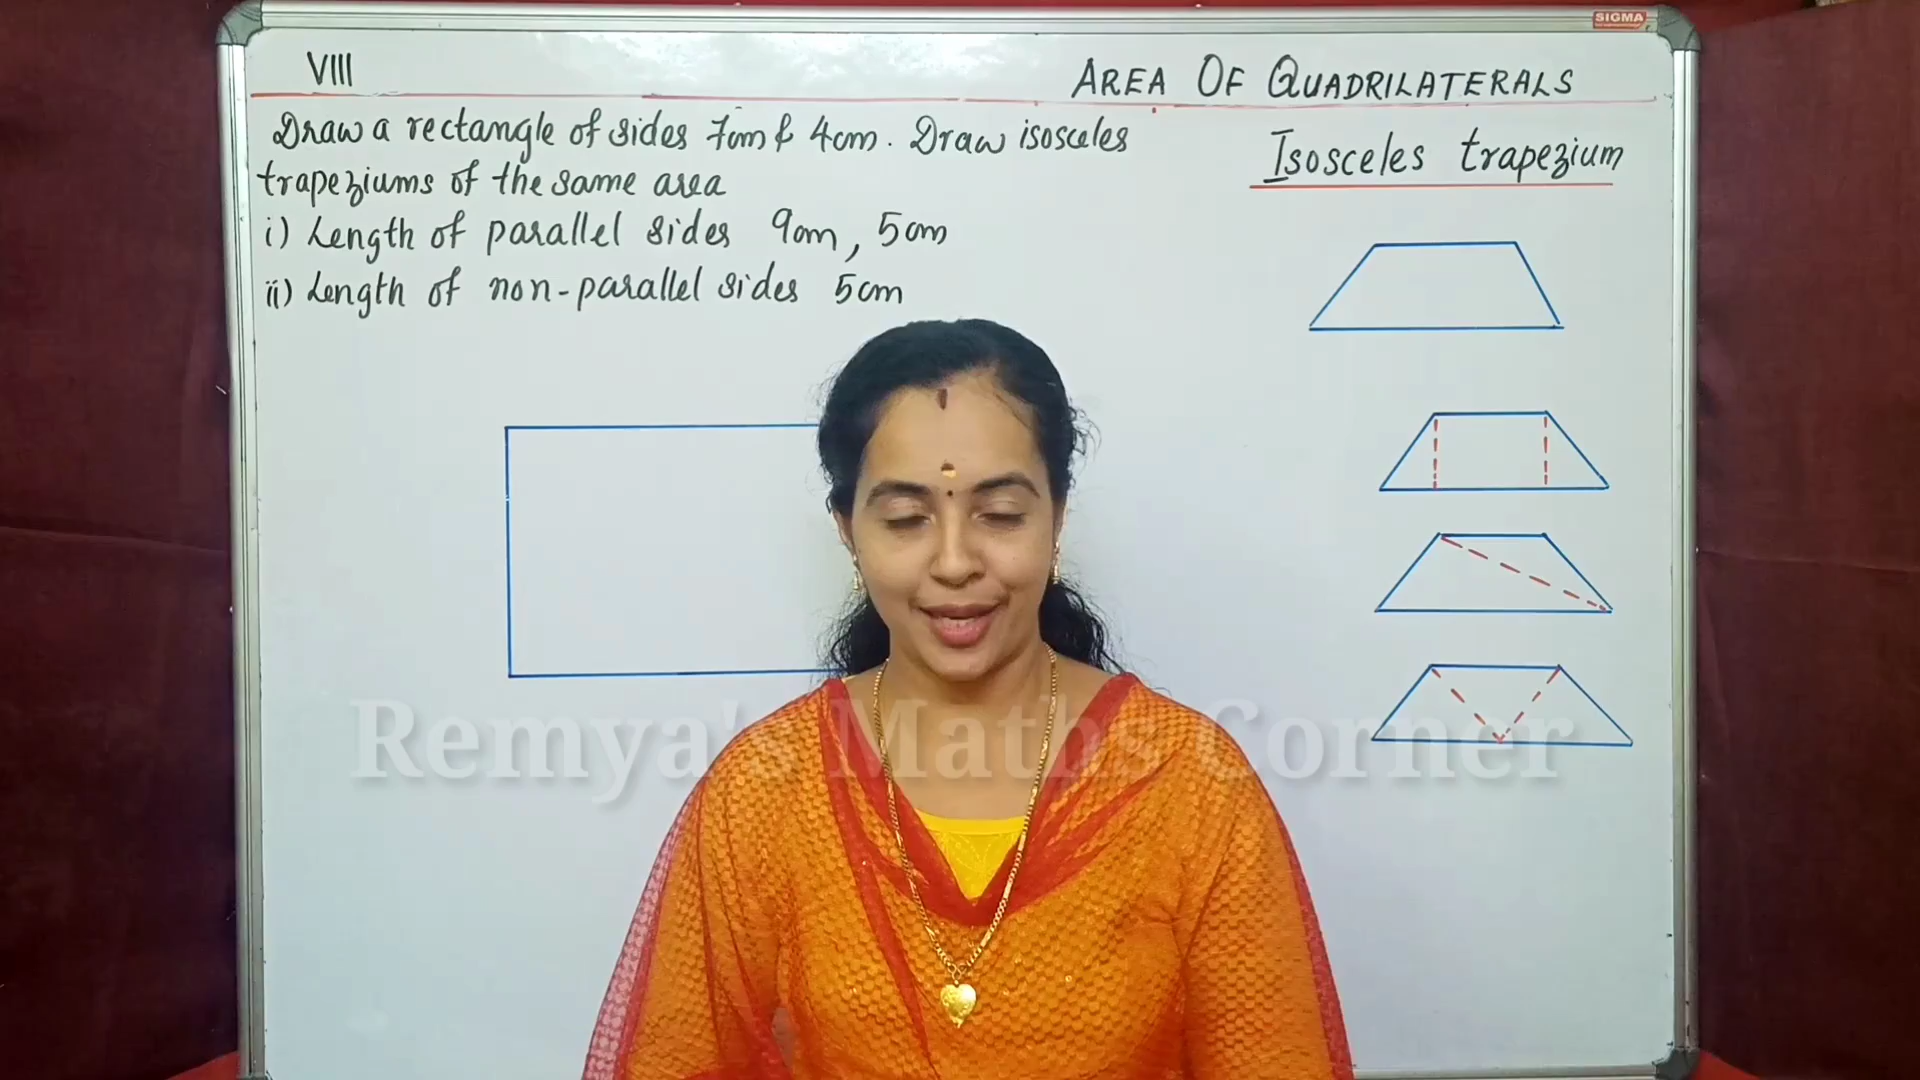 SIGMA
VIII
AREA OF QUADRILATERALS
Draw a rectangle of sides 7cm & 4cm. Draw isosceles
trapeziums of the same area
i) Length of parallel sides 9cm, 5cm
ii) Length of non-parallel sides 5cm
Isosceles trapezium
Remya's Maths Corner